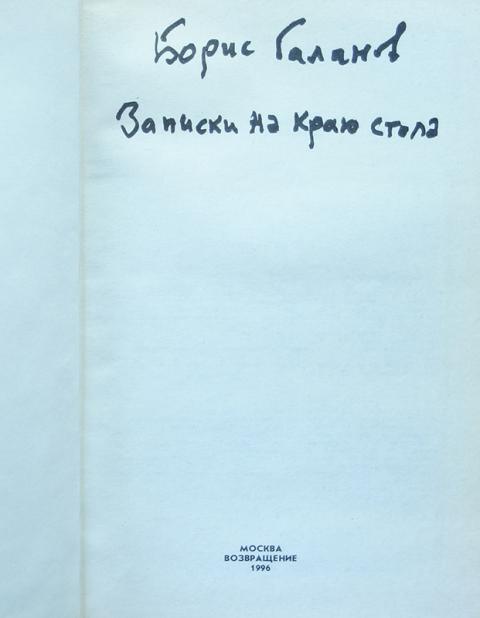 Борис Галанов
Записки на краю стола
МОСКВА
ВОЗВРАЩЕНИЕ
1996